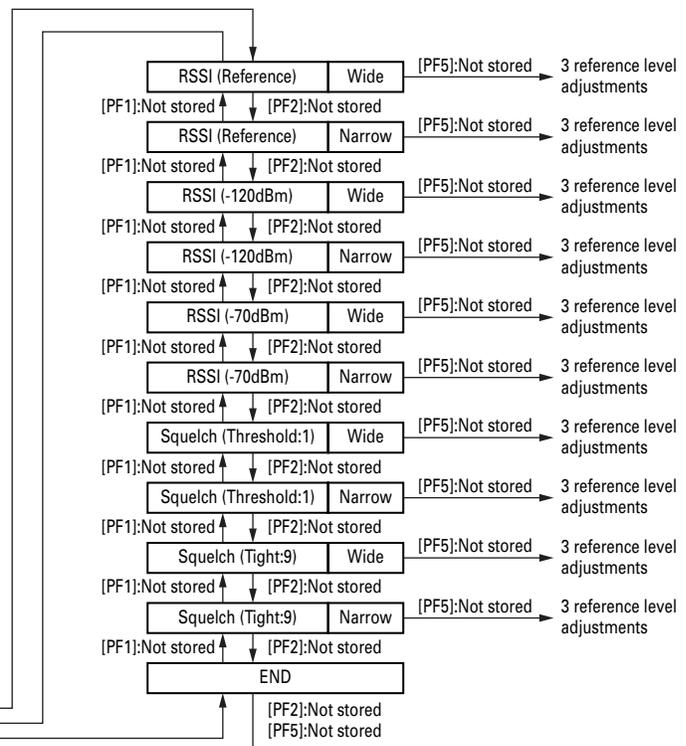 RSSI (Reference) Wide [PF5]:Not stored 3 reference level
adjustments
[PF1]:Not stored [PF2]:Not stored
RSSI (Reference) Narrow [PF5]:Not stored 3 reference level
adjustments
[PF1]:Not stored [PF2]:Not stored
RSSI (-120dBm) Wide [PF5]:Not stored 3 reference level
adjustments
[PF1]:Not stored [PF2]:Not stored
RSSI (-120dBm) Narrow [PF5]:Not stored 3 reference level
adjustments
[PF1]:Not stored [PF2]:Not stored
RSSI (-70dBm) Wide [PF5]:Not stored 3 reference level
adjustments
[PF1]:Not stored [PF2]:Not stored
RSSI (-70dBm) Narrow [PF5]:Not stored 3 reference level
adjustments
[PF1]:Not stored [PF2]:Not stored
Squelch (Threshold:1) Wide [PF5]:Not stored 3 reference level
adjustments
[PF1]:Not stored [PF2]:Not stored
Squelch (Threshold:1) Narrow [PF5]:Not stored 3 reference level
adjustments
[PF1]:Not stored [PF2]:Not stored
Squelch (Tight:9) Wide [PF5]:Not stored 3 reference level
adjustments
[PF1]:Not stored [PF2]:Not stored
Squelch (Tight:9) Narrow [PF5]:Not stored 3 reference level
adjustments
[PF1]:Not stored [PF2]:Not stored
END
[PF2]:Not stored
[PF5]:Not stored